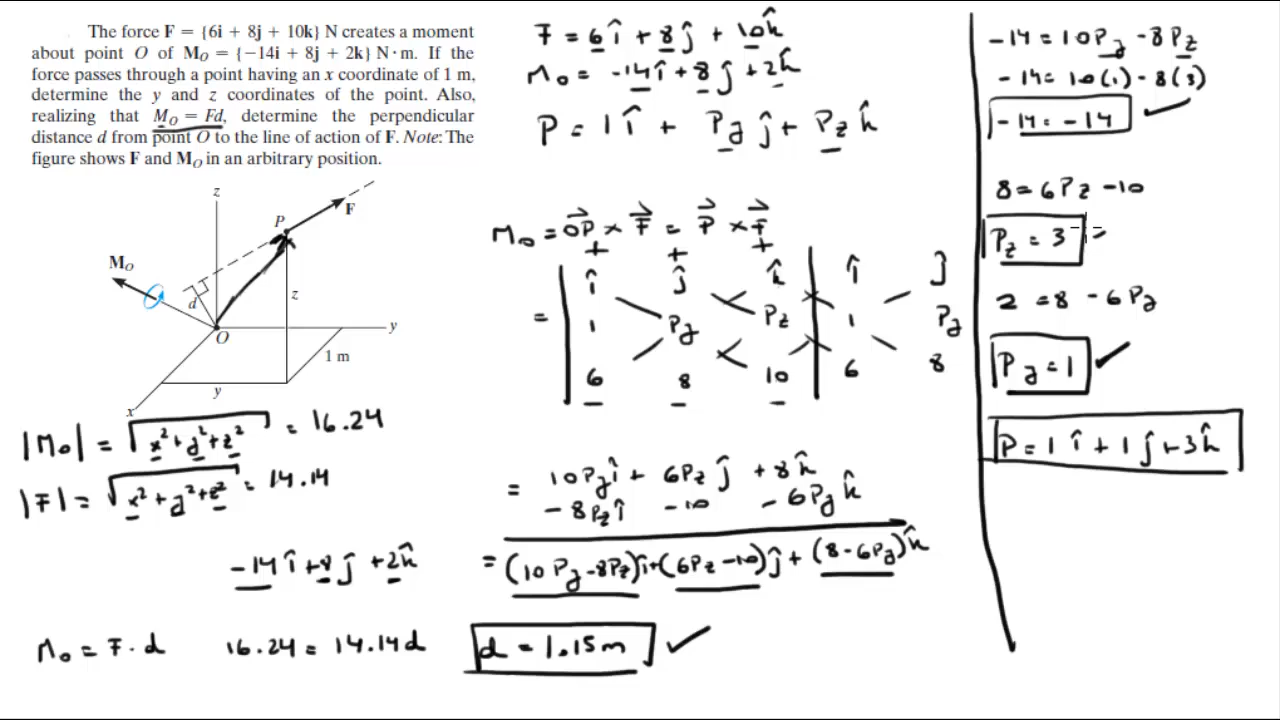 The force F = {6i + 8j + 10k} N creates a moment
about point O of M_O = {−14i + 8j + 2k} N·m. If the
force passes through a point having an x coordinate of 1 m,
determine the y and z coordinates of the point. Also,
realizing that M_O = Fd, determine the perpendicular
distance d from point O to the line of action of F. Note: The
figure shows F and M_O in an arbitrary position.
z
P
F
M_O
d
z
O
y
1 m
y
x
|M_O| = √(x² + y² + z²) = 16.24
|F| = √(x² + y² + z²) = 14.14
-14î + 8ĵ + 2k̂
M_O = F · d
16.24 = 14.14d
d = 1.15m
F = 6î + 8ĵ + 10k̂
M_O = -14î + 8ĵ + 2k̂
P = 1î + P_yĵ + P_zk̂
M_O = OP × F = P × F
+ + +
î ĵ k̂ î ĵ
= 1 P_y P_z 1 P_y
6 8 10 6 8
= 10P_yî + 6P_zĵ + 8k̂
- 8P_zî - 10 - 6P_yk̂
= (10P_y - 8P_z)î + (6P_z - 10)ĵ + (8 - 6P_y)k̂
-14 = 10P_y - 8P_z
-14 = 10(1) - 8(3)
-14 = -14
8 = 6P_z - 10
P_z = 3
2 = 8 - 6P_y
P_y = 1
P = 1î + 1ĵ + 3k̂